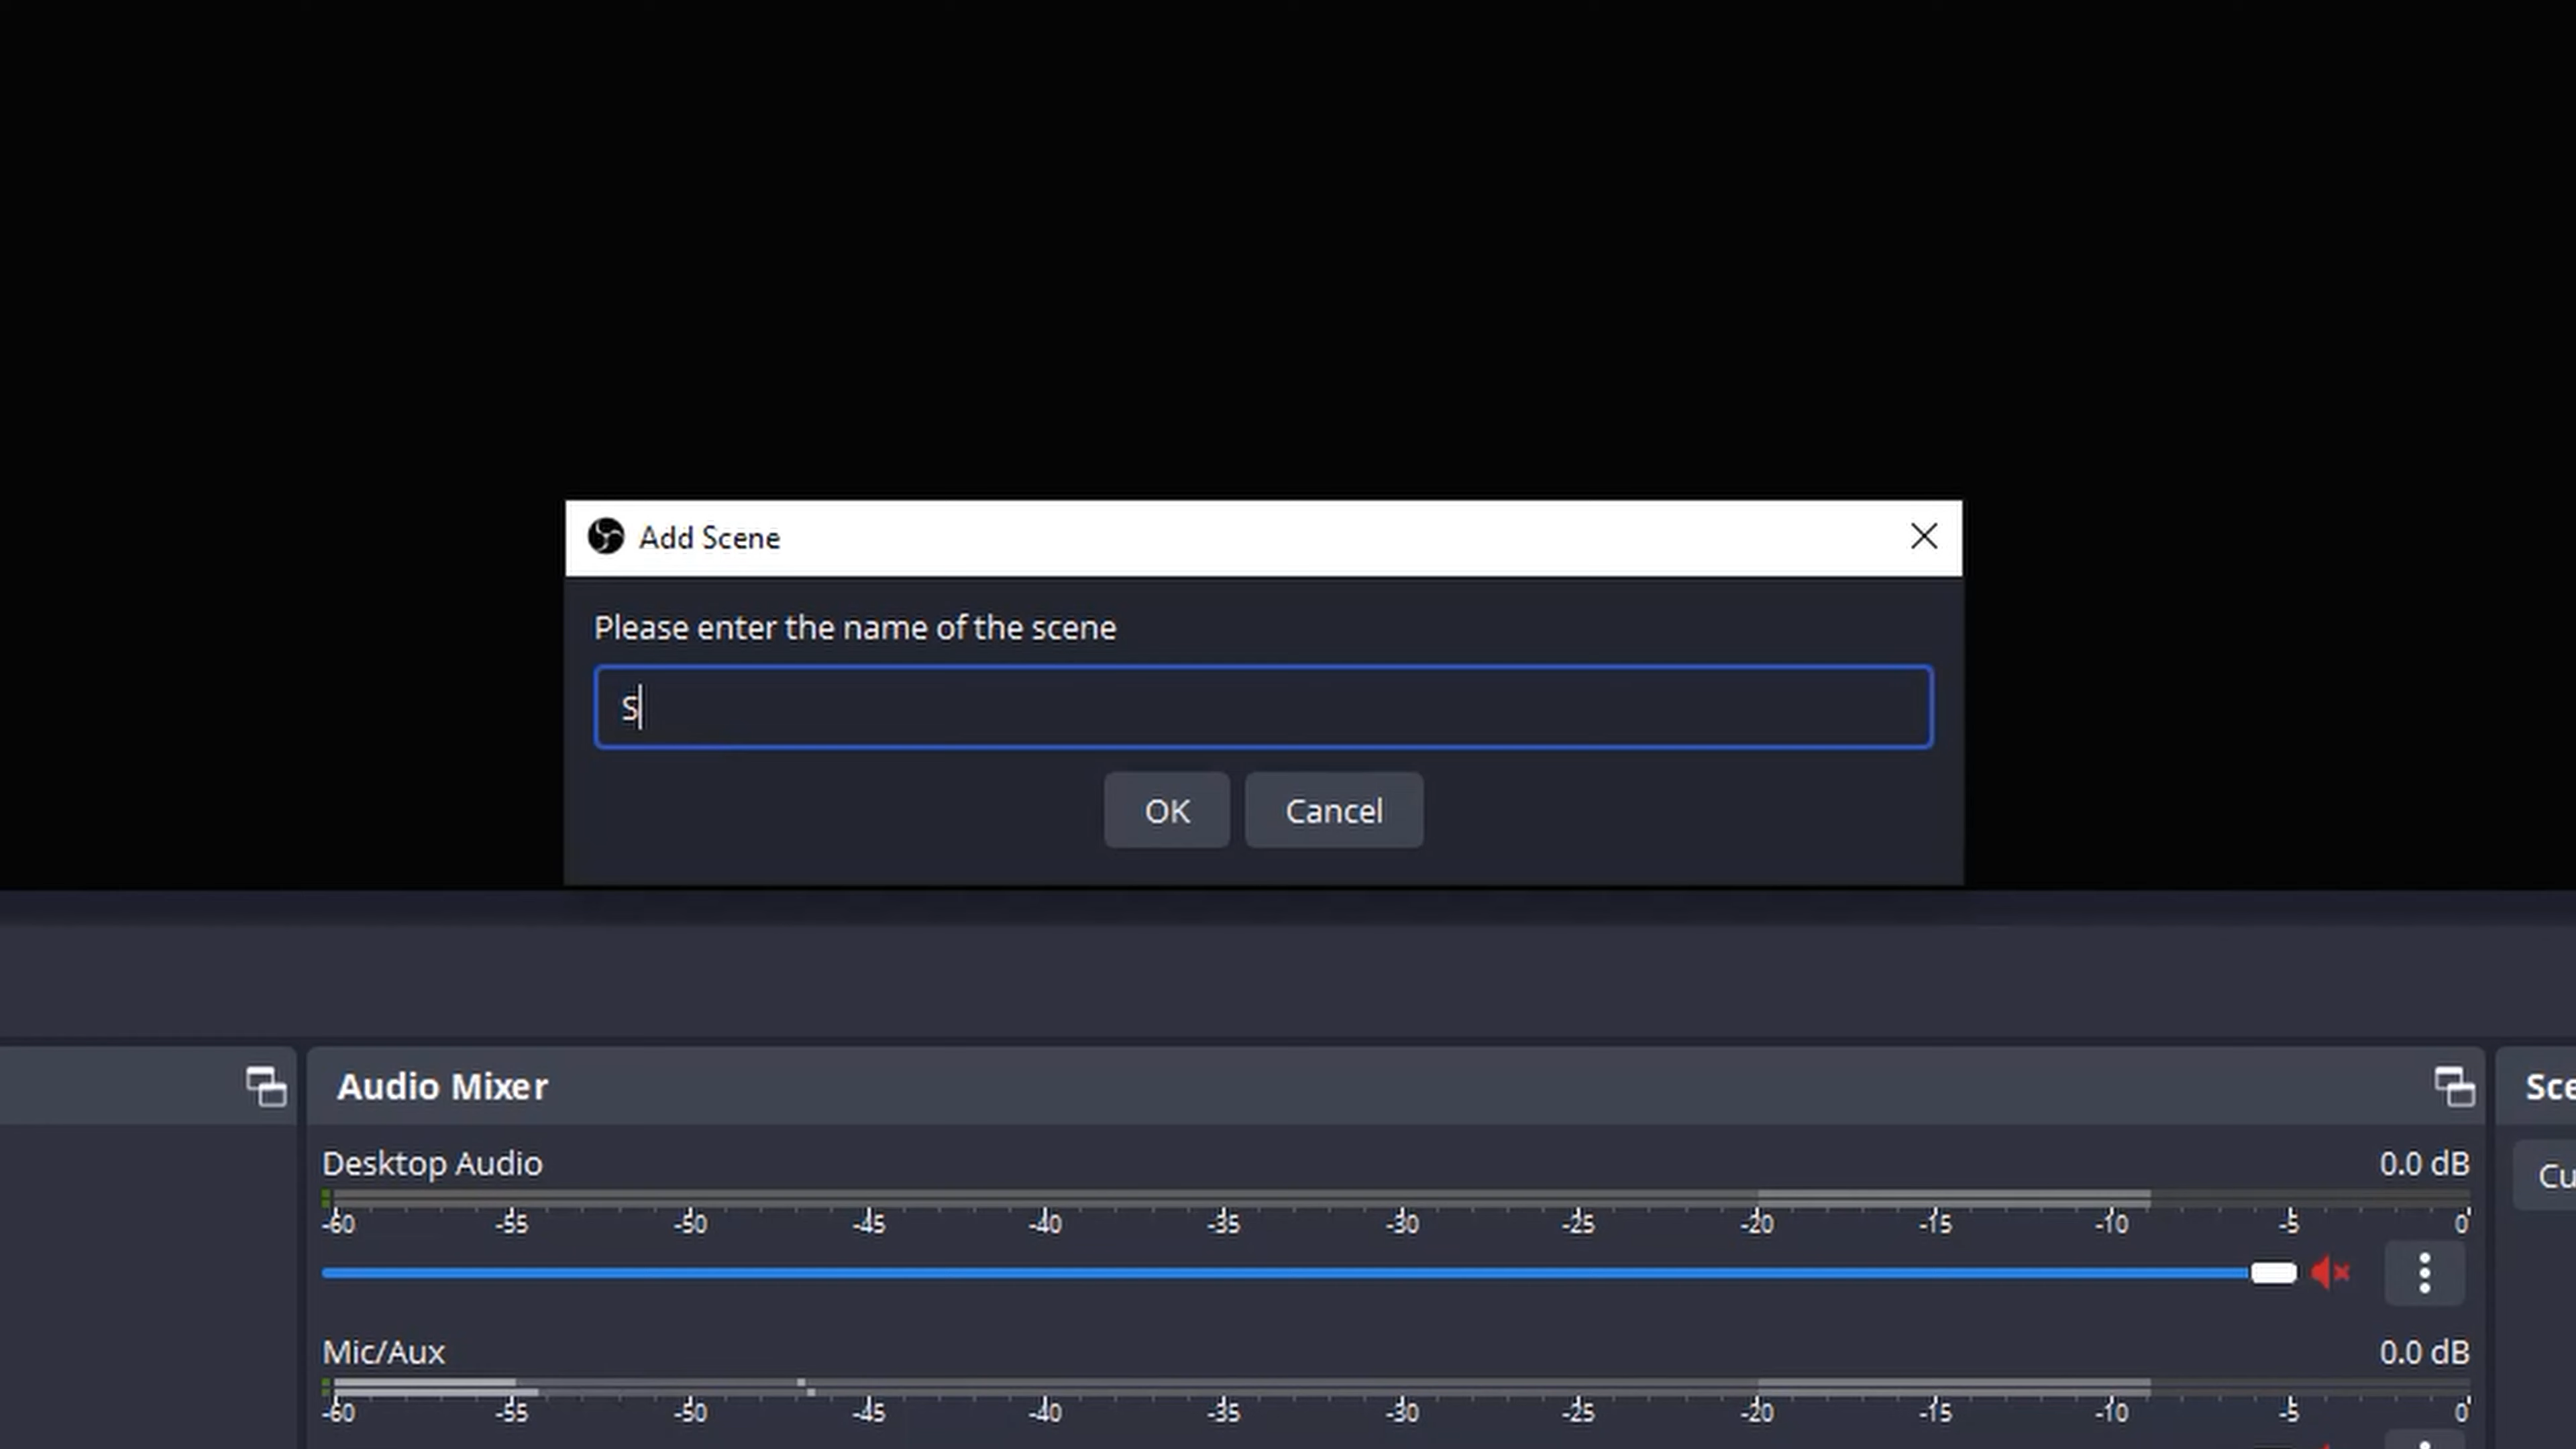 Add Scene
Please enter the name of the scene
S
OK Cancel
Audio Mixer
Sce
Desktop Audio 0.0 dB
Cu
-60 -55 -50 -45 -40 -35 -30 -25 -20 -15 -10 -5 0
Mic/Aux 0.0 dB
-60 -55 -50 -45 -40 -35 -30 -25 -20 -15 -10 -5 0